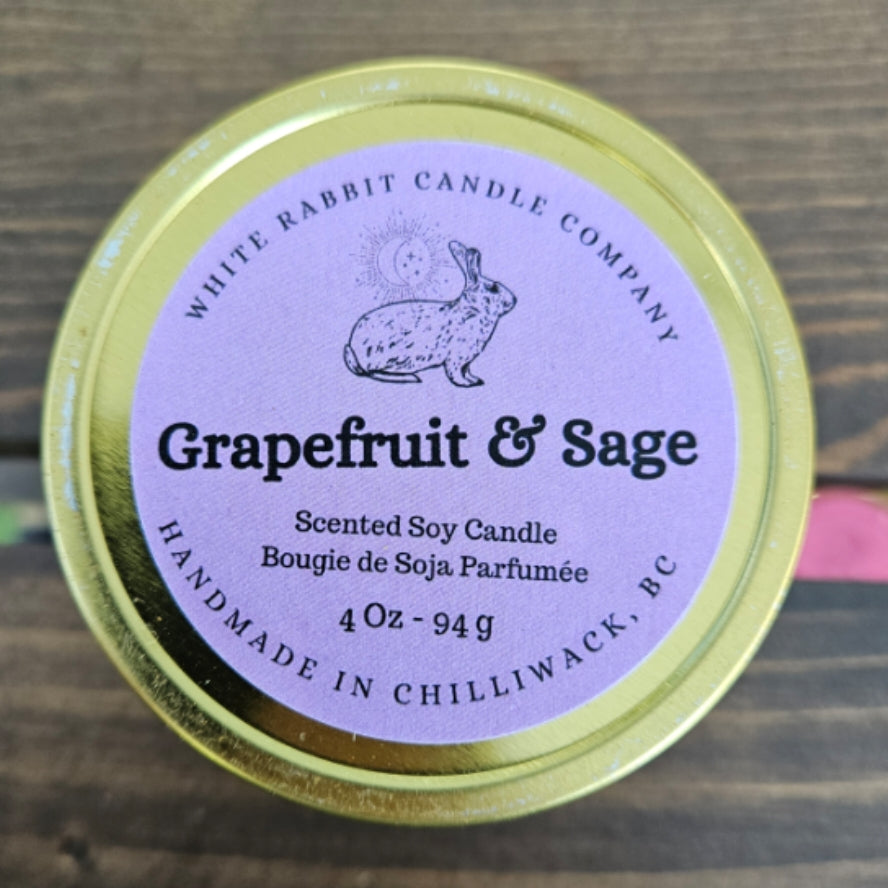 WHITE RABBIT CANDLE COMPANY
Grapefruit & Sage
Scented Soy Candle
Bougie de Soja Parfumée
4 Oz - 94 g
HANDMADE IN CHILLIWACK, BC